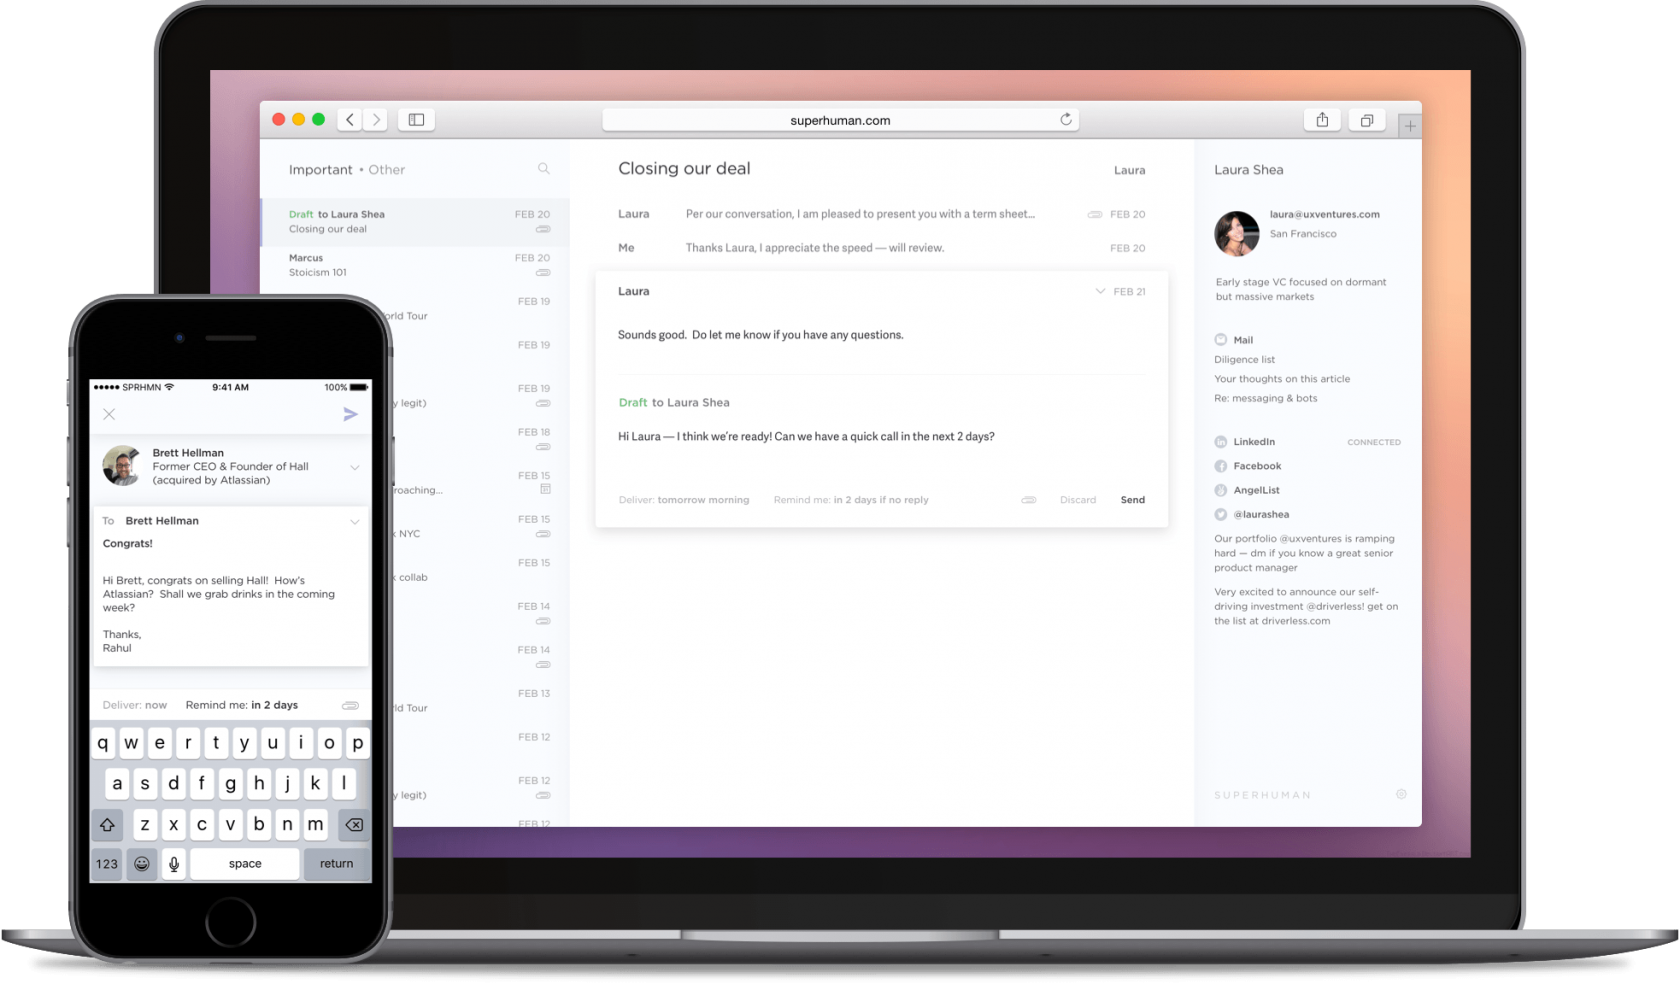 superhuman.com
Important • Other
Draft to Laura Shea FEB 20
Closing our deal
Marcus FEB 20
Stoicism 101
FEB 19
orld Tour
FEB 19
FEB 19
y legit)
FEB 18
FEB 15
roaching...
FEB 15
NYC
FEB 15
collab
FEB 14
FEB 14
FEB 13
ld Tour
FEB 12
FEB 12
y legit)
FEB 12
Closing our deal Laura
Laura Per our conversation, I am pleased to present you with a term sheet... FEB 20
Me Thanks Laura, I appreciate the speed — will review. FEB 20
Laura FEB 21
Sounds good. Do let me know if you have any questions.
Draft to Laura Shea
Hi Laura — I think we're ready! Can we have a quick call in the next 2 days?
Deliver: tomorrow morning Remind me: in 2 days if no reply Discard Send
Laura Shea
laura@uxventures.com
San Francisco
Early stage VC focused on dormant
but massive markets
Mail
Diligence list
Your thoughts on this article
Re: messaging & bots
LinkedIn CONNECTED
Facebook
AngelList
@laurashea
Our portfolio @uxventures is ramping
hard — dm if you know a great senior
product manager
Very excited to announce our self-
driving investment @driverless! get on
the list at driverless.com
SUPERHUMAN
SPRHMN 9:41 AM 100%
Brett Hellman
Former CEO & Founder of Hall
(acquired by Atlassian)
To Brett Hellman
Congrats!
Hi Brett, congrats on selling Hall! How's
Atlassian? Shall we grab drinks in the coming
week?
Thanks,
Rahul
Deliver: now Remind me: in 2 days
q w e r t y u i o p
a s d f g h j k l
z x c v b n m
123 space return